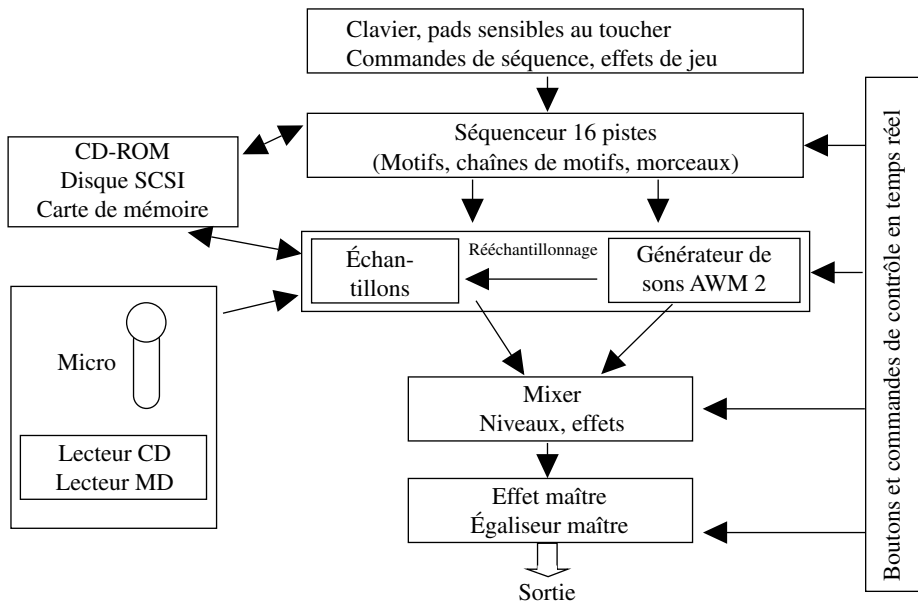 Clavier, pads sensibles au toucher
Commandes de séquence, effets de jeu
Séquenceur 16 pistes
(Motifs, chaînes de motifs, morceaux)
CD-ROM
Disque SCSI
Carte de mémoire
Échan-
tillons
Rééchantillonnage
Générateur de
sons AWM 2
Micro
Lecteur CD
Lecteur MD
Mixer
Niveaux, effets
Effet maître
Égaliseur maître
Sortie
Boutons et commandes de contrôle en temps réel